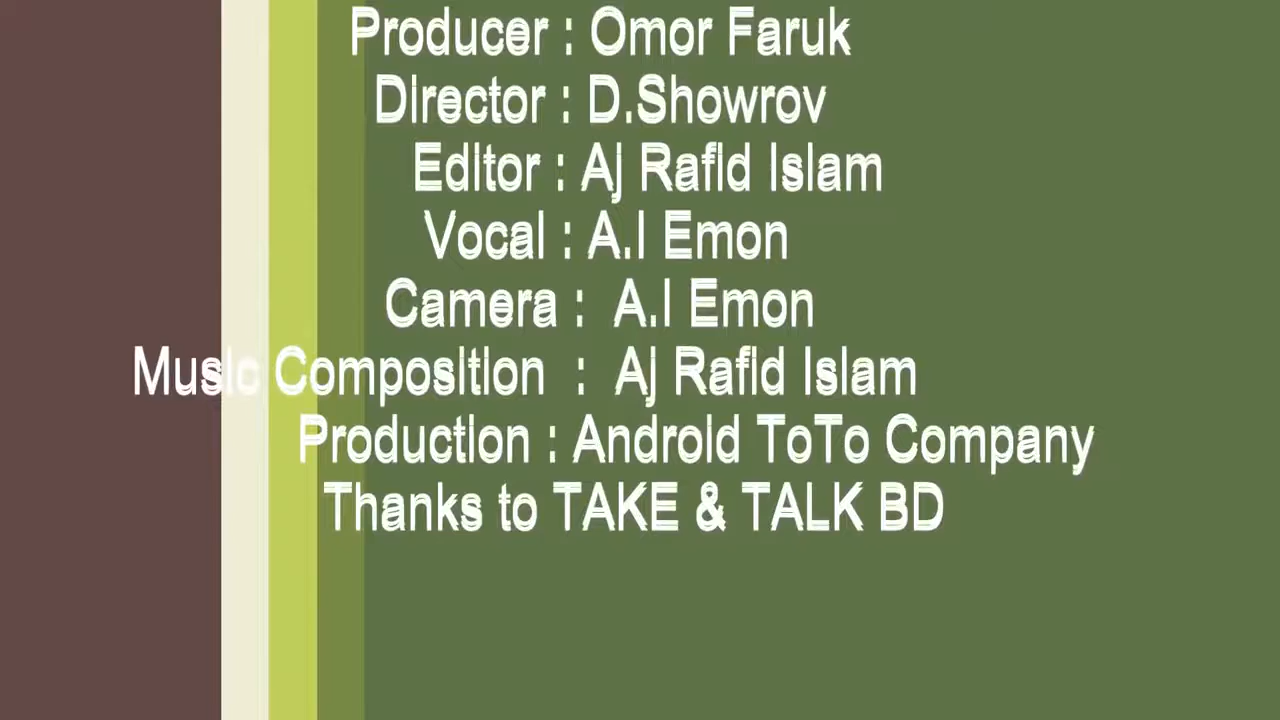 Producer : Omor Faruk
Director : D.Showrov
Editor : Aj Rafid Islam
Vocal : A.I Emon
Camera :  A.I Emon
Music Composition  :  Aj Rafid Islam
Production : Android ToTo Company
Thanks to TAKE & TALK BD